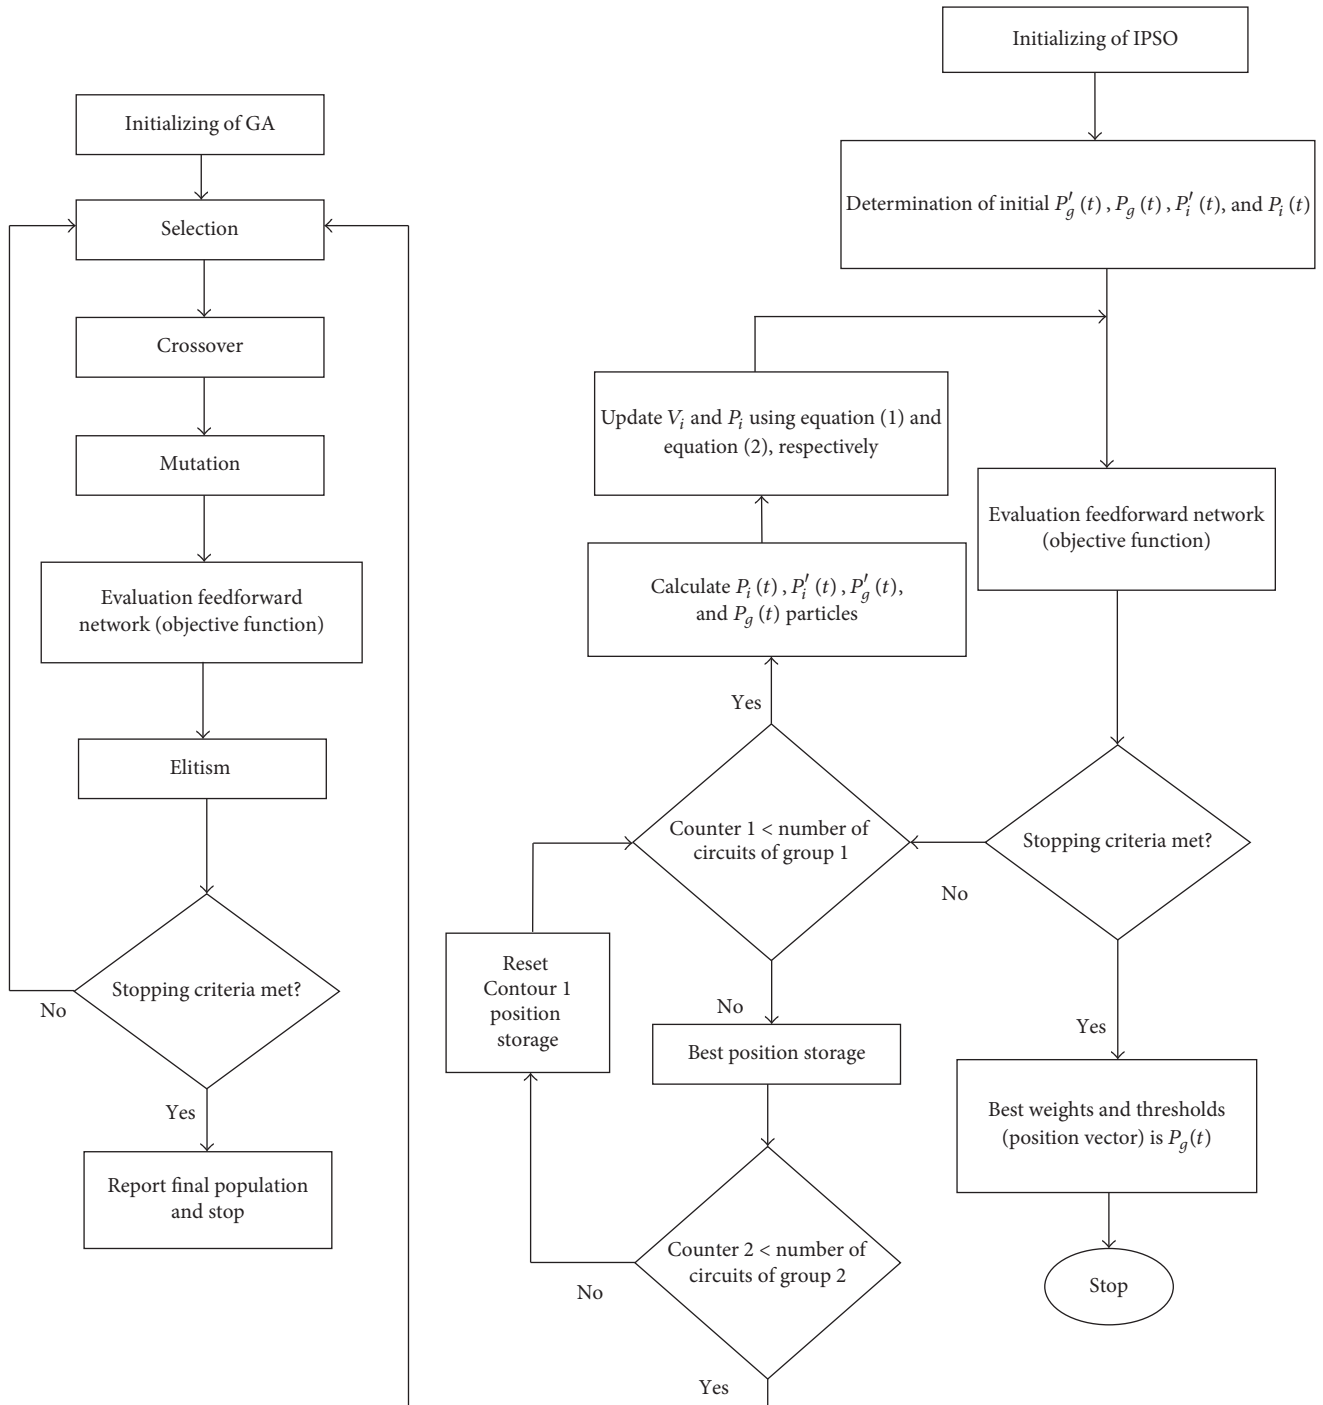 Initializing of GA
Selection
Crossover
Mutation
Evaluation feedforward
network (objective function)
Elitism
Stopping criteria met?
No
Yes
Report final population
and stop
Initializing of IPSO
Determination of initial P′g (t), Pg (t), P′i (t), and Pi (t)
Update Vi and Pi using equation (1) and
equation (2), respectively
Evaluation feedforward network
(objective function)
Calculate Pi (t), P′i (t), P′g (t),
and Pg (t) particles
Yes
Counter 1 < number of
circuits of group 1
Stopping criteria met?
No
Reset
Contour 1
position
storage
No
Best position storage
Yes
Best weights and thresholds
(position vector) is Pg(t)
Counter 2 < number of
circuits of group 2
No
Stop
Yes